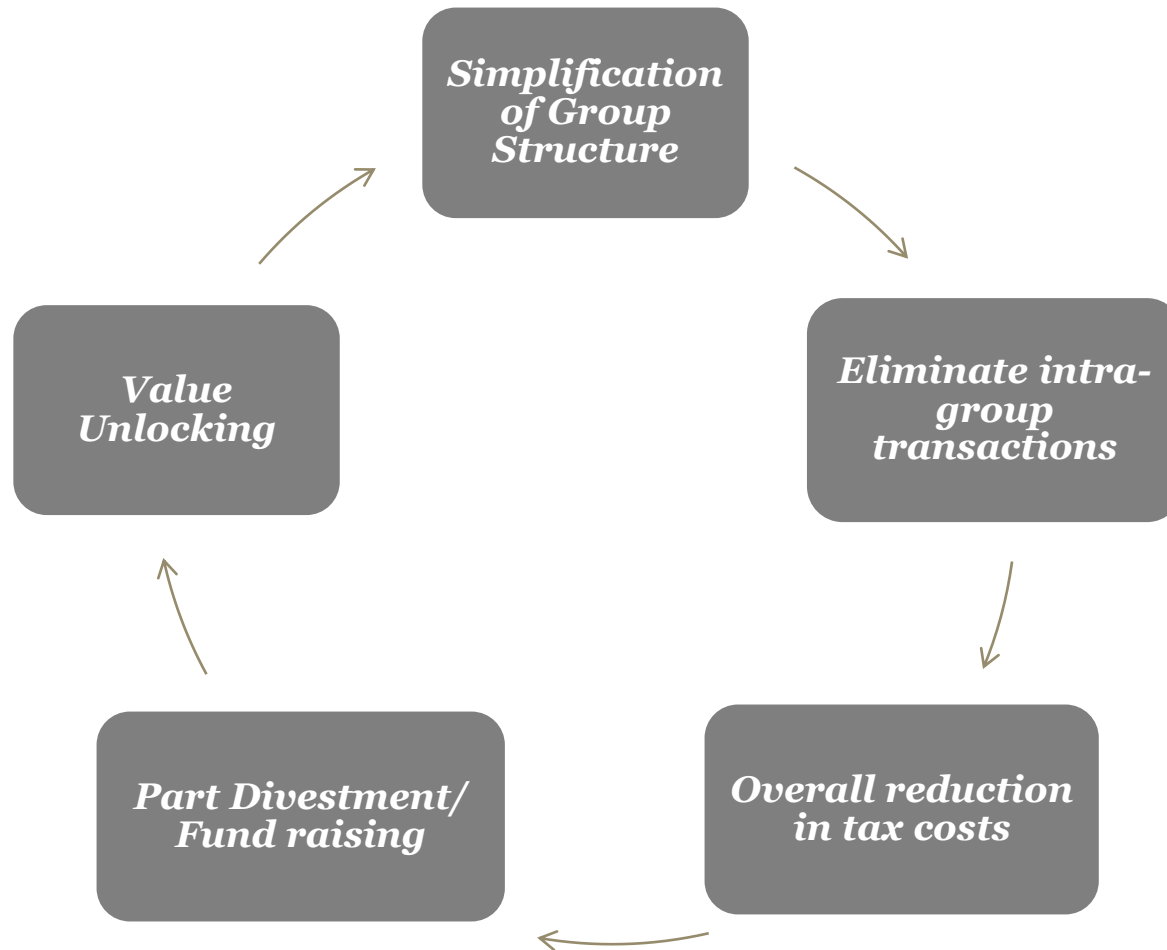 Simplification
of Group
Structure
Eliminate intra-
group
transactions
Overall reduction
in tax costs
Part Divestment/
Fund raising
Value
Unlocking